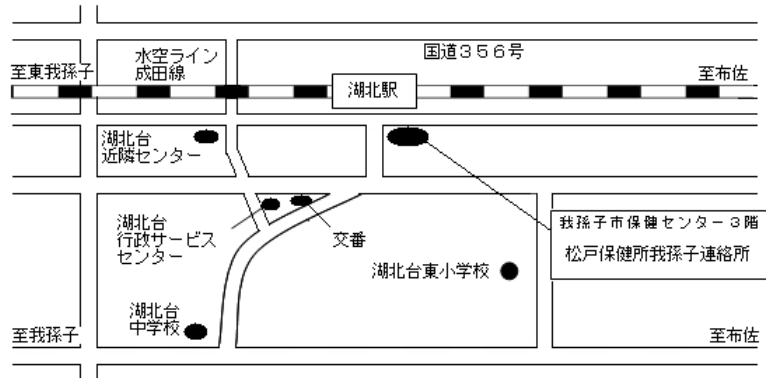 国道３５６号
水空ライン
成田線
至東我孫子
至布佐
湖北駅
湖北台
近隣センター
湖北台
行政サービス
センター
交番
我孫子市保健センター３階
松戸保健所我孫子連絡所
湖北台東小学校
湖北台
中学校
至我孫子
至布佐